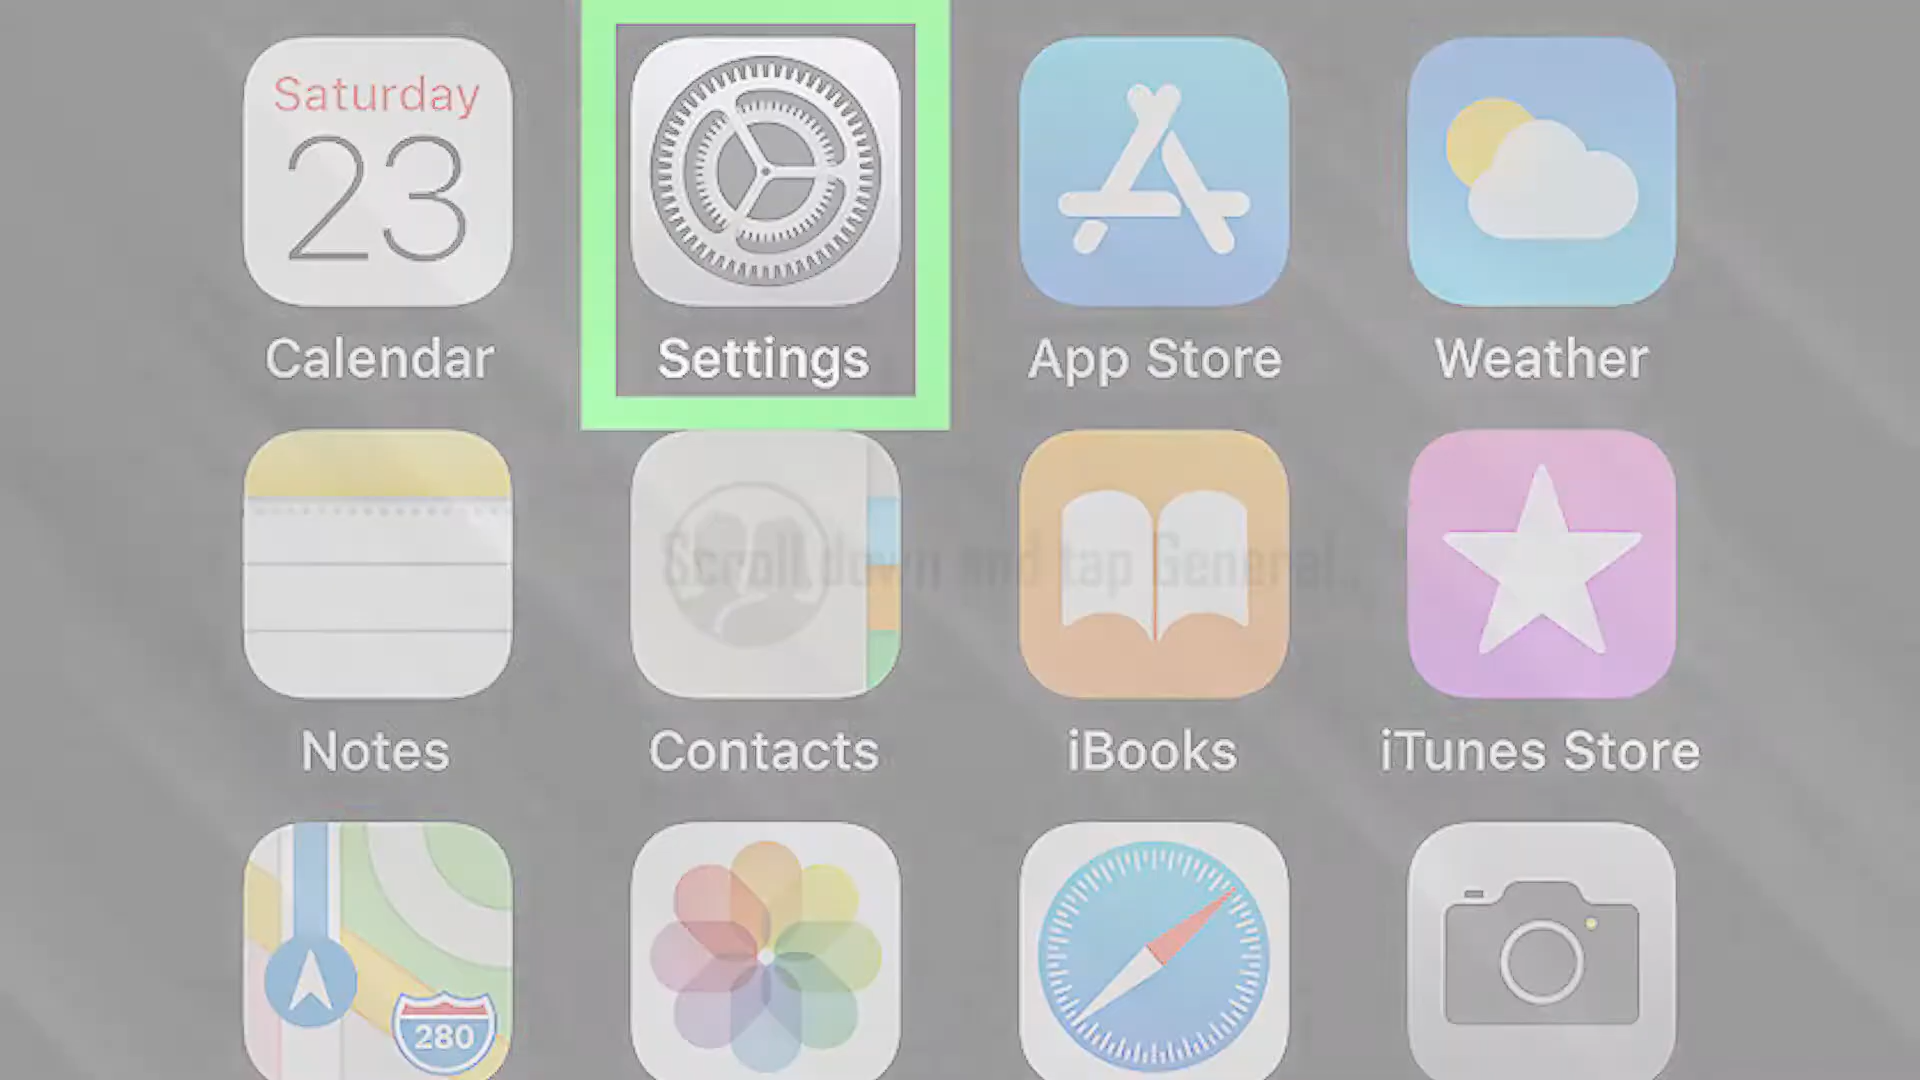 Saturday
23
Calendar
Settings
App Store
Weather
Scroll down and tap General.
Notes
Contacts
iBooks
iTunes Store
280